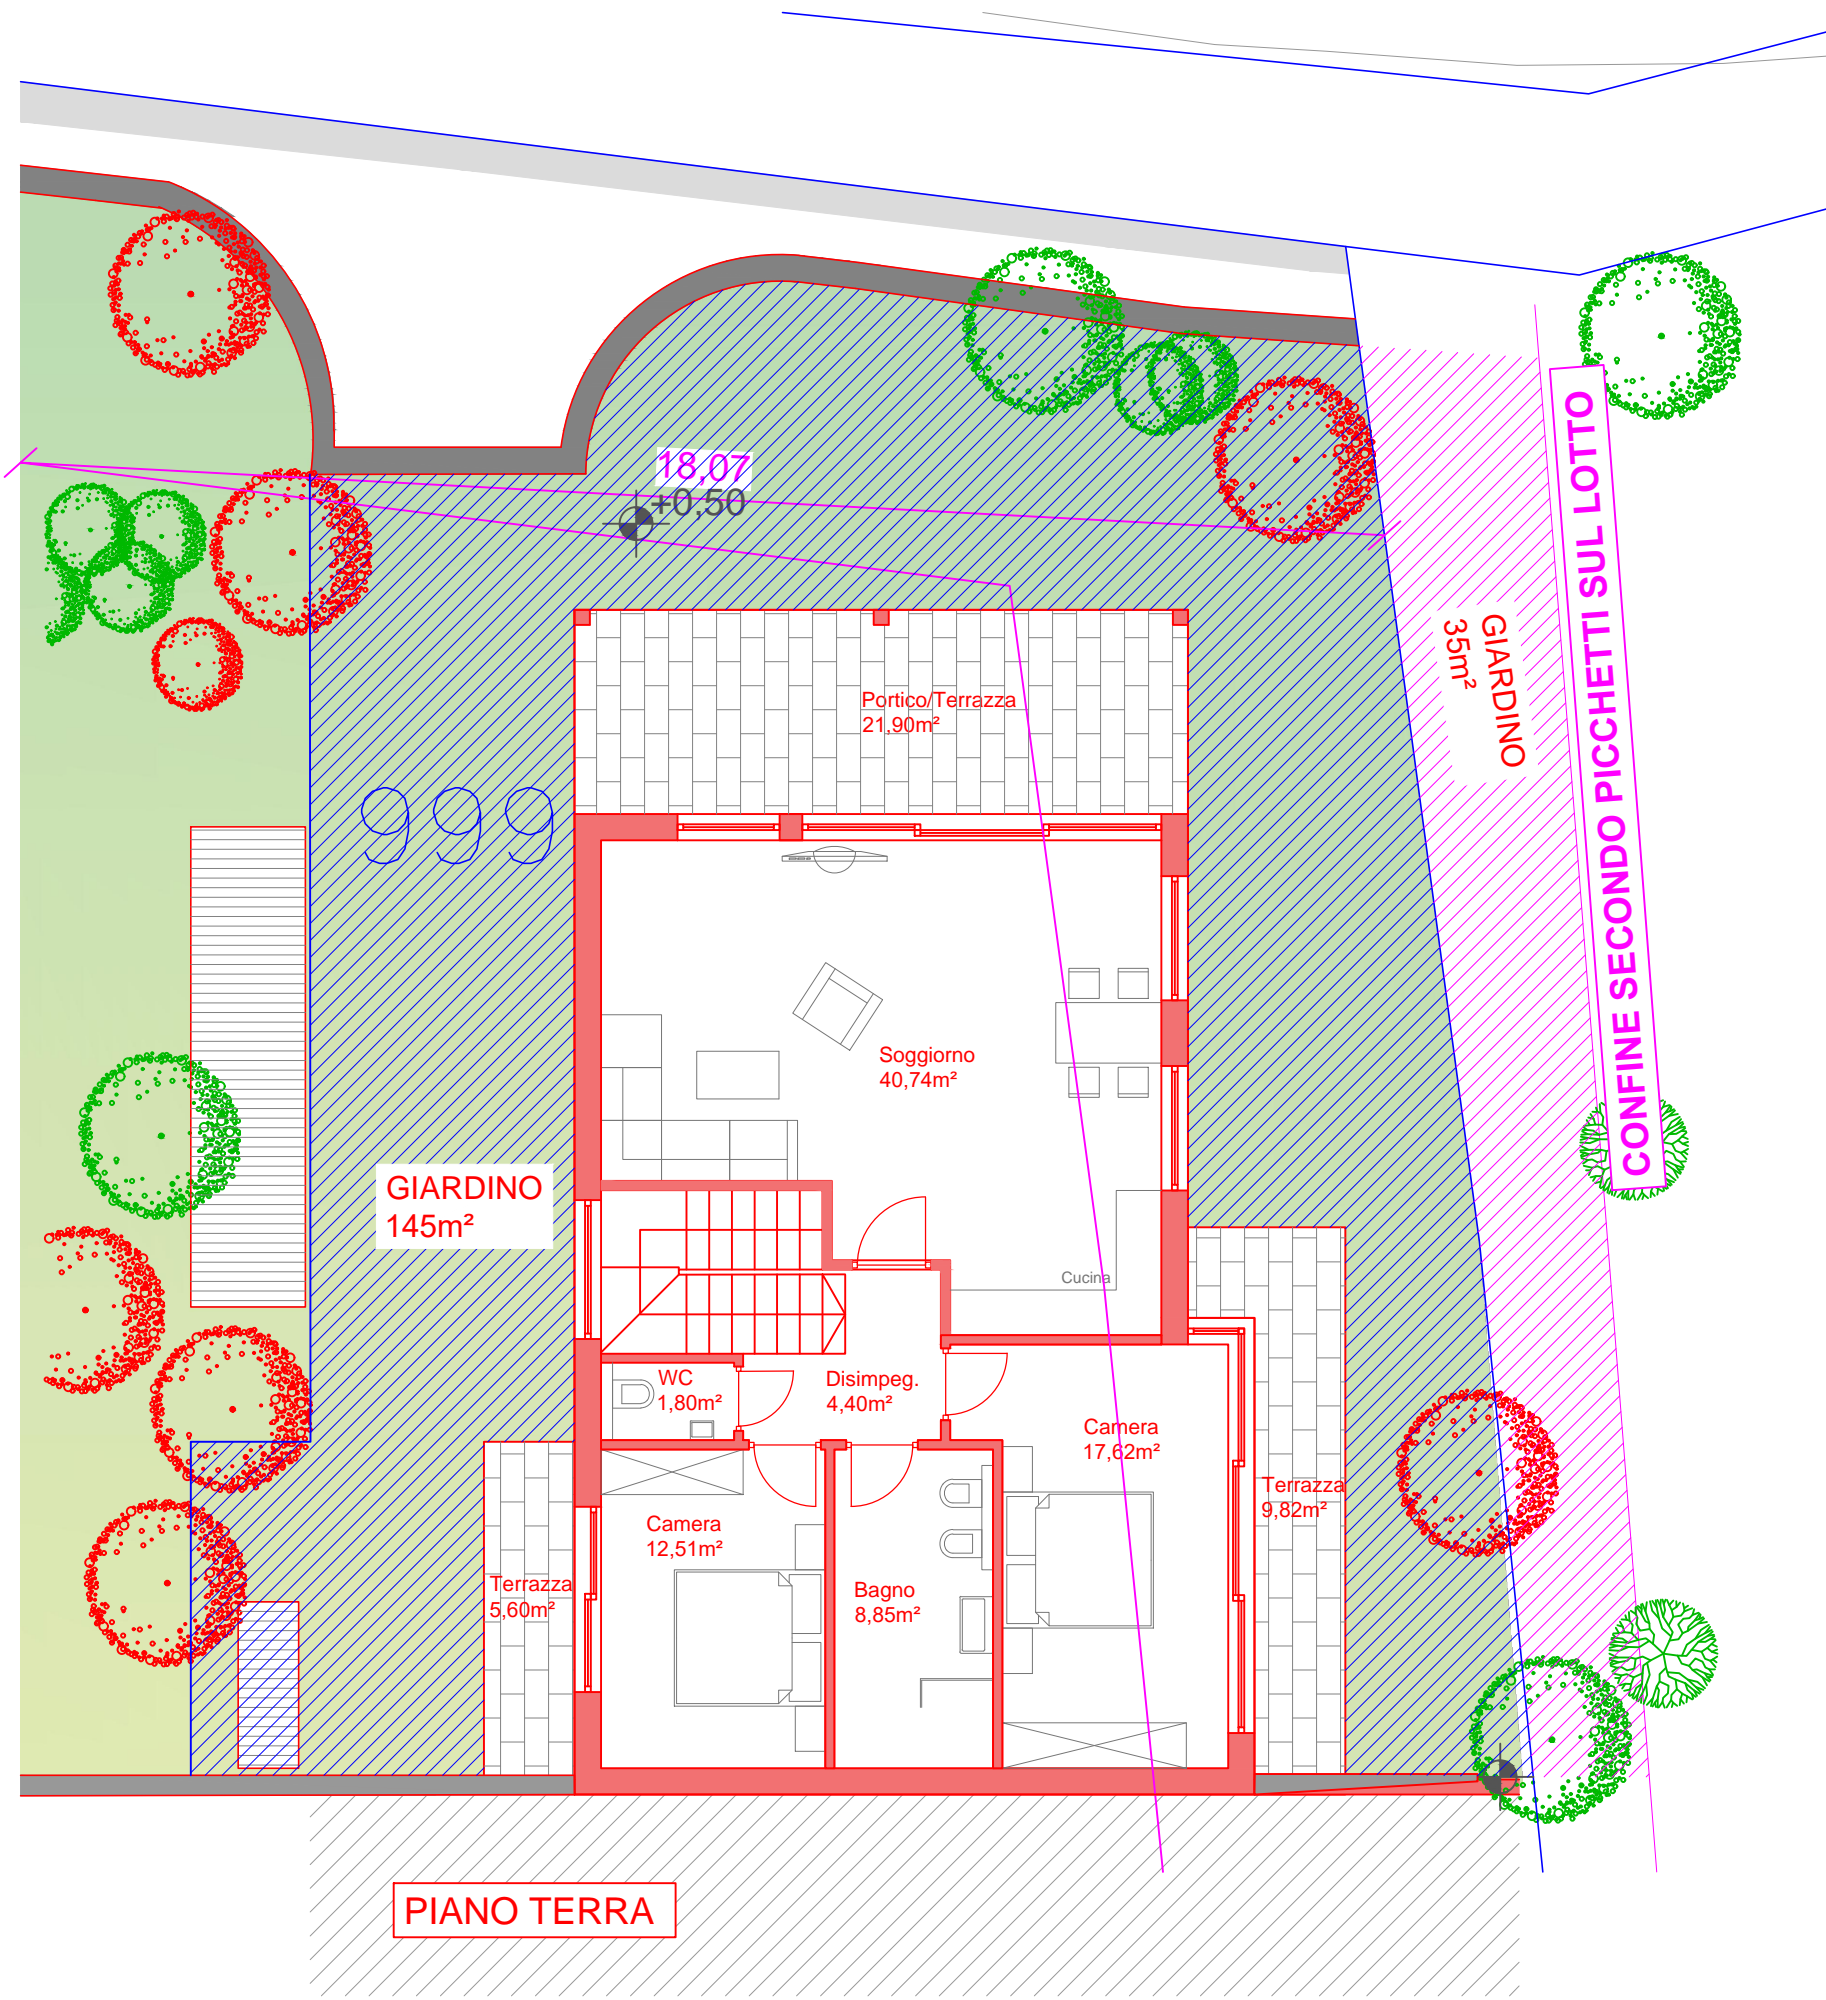 18,07
+0,50
CONFINE SECONDO PICCHETTI SUL LOTTO
GIARDINO
35m²
Portico/Terrazza
21,90m²
999
Soggiorno
40,74m²
GIARDINO
145m²
Cucina
WC
1,80m²
Disimpeg.
4,40m²
Camera
17,62m²
Terrazza
9,82m²
Camera
12,51m²
Terrazza
5,60m²
Bagno
8,85m²
PIANO TERRA